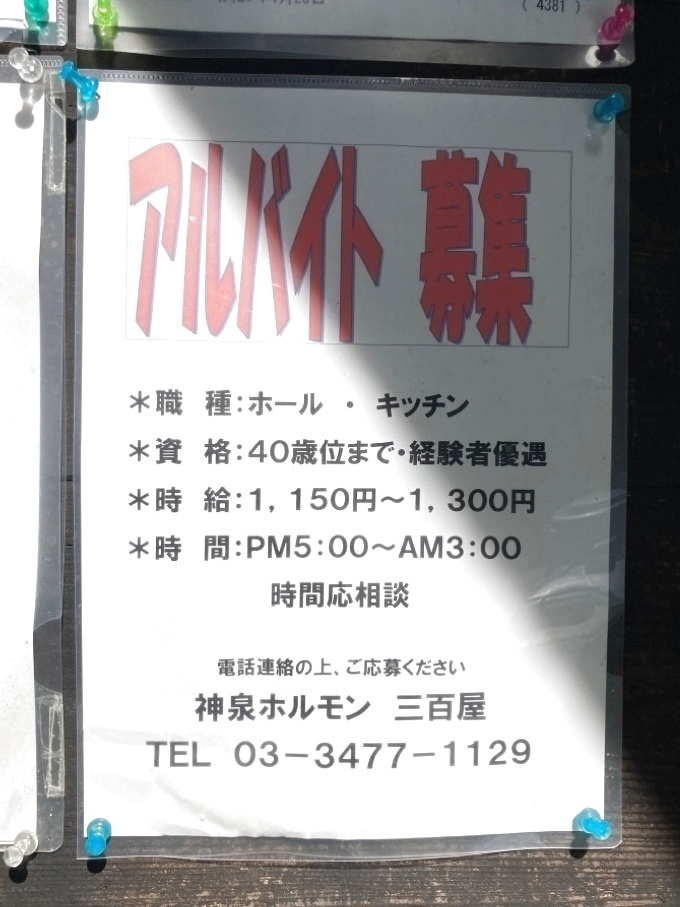 （ 4381 ）
アルバイト 募集
＊職 種：ホール ・ キッチン
＊資 格：40歳位まで・経験者優遇
＊時 給：1，150円～1，300円
＊時 間：PM5：00～AM3：00
時間応相談
電話連絡の上、ご応募ください
神泉ホルモン 三百屋
TEL 03－3477－1129